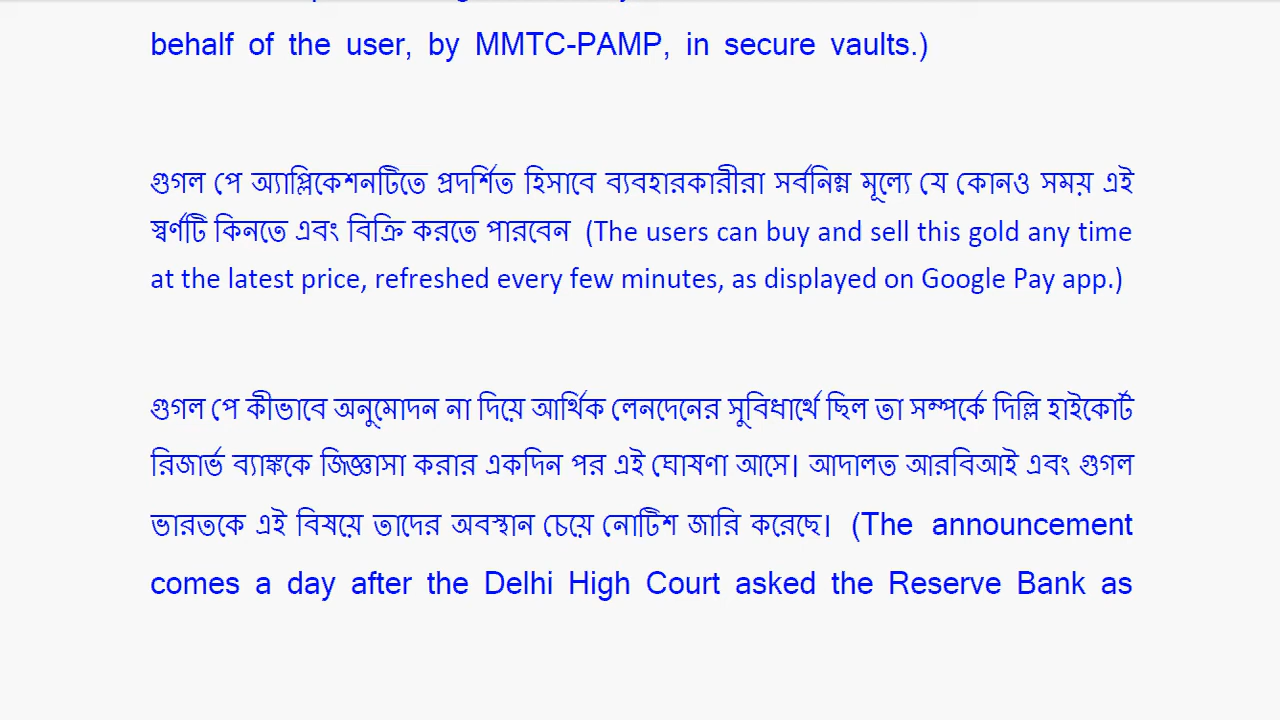 behalf of the user, by MMTC-PAMP, in secure vaults.)
গুগল পে অ্যাপ্লিকেশনটিতে প্রদর্শিত হিসাবে ব্যবহারকারীরা সর্বনিম্ন মূল্যে যে কোনও সময় এই
স্বর্ণটি কিনতে এবং বিক্রি করতে পারবেন (The users can buy and sell this gold any time
at the latest price, refreshed every few minutes, as displayed on Google Pay app.)
গুগল পে কীভাবে অনুমোদন না দিয়ে আর্থিক লেনদেনের সুবিধার্থে ছিল তা সম্পর্কে দিল্লি হাইকোর্ট
রিজার্ভ ব্যাঙ্ককে জিজ্ঞাসা করার একদিন পর এই ঘোষণা আসে। আদালত আরবিআই এবং গুগল
ভারতকে এই বিষয়ে তাদের অবস্থান চেয়ে নোটিশ জারি করেছে। (The announcement
comes a day after the Delhi High Court asked the Reserve Bank as